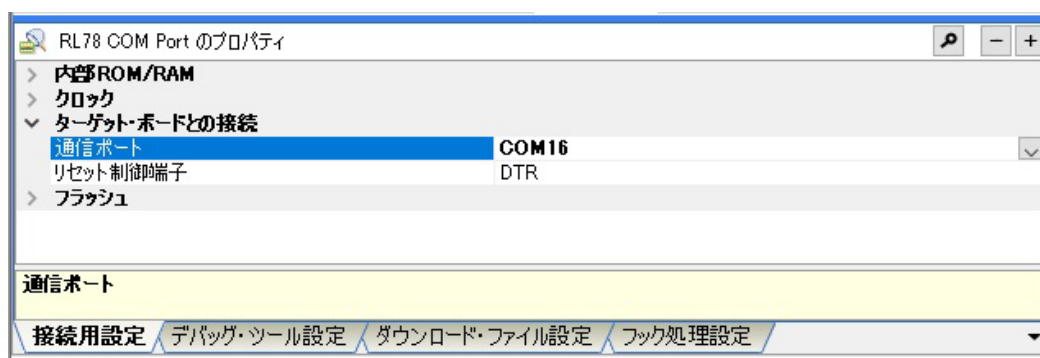 RL78 COM Port のプロパティ
内部ROM/RAM
クロック
ターゲット・ボードとの接続
通信ポート COM16
リセット制御端子 DTR
フラッシュ
通信ポート
接続用設定 デバッグ・ツール設定 ダウンロード・ファイル設定 フック処理設定